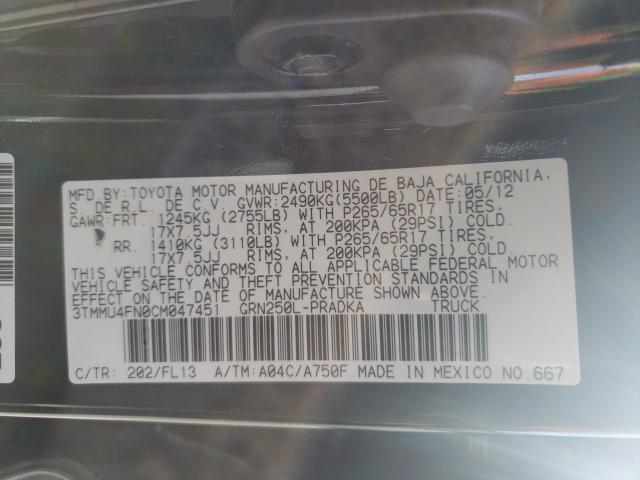 MFD.BY:TOYOTA MOTOR MANUFACTURING DE BAJA CALIFORNIA,
S. DE R.L. DE C.V. GVWR:2490KG(5500LB) DATE:05/12
GAWR:FRT. 1245KG (2755LB) WITH P265/65R17 TIRES,
17X7.5JJ RIMS, AT 200KPA (29PSI) COLD.
RR. 1410KG (3110LB) WITH P265/65R17 TIRES,
17X7.5JJ RIMS, AT 200KPA (29PSI) COLD.
THIS VEHICLE CONFORMS TO ALL APPLICABLE FEDERAL MOTOR
VEHICLE SAFETY AND THEFT PREVENTION STANDARDS IN
EFFECT ON THE DATE OF MANUFACTURE SHOWN ABOVE.
3TMMU4FN0CM047451 GRN250L-PRADKA TRUCK
C/TR: 202/FL13 A/TM:A04C/A750F MADE IN MEXICO NO.667